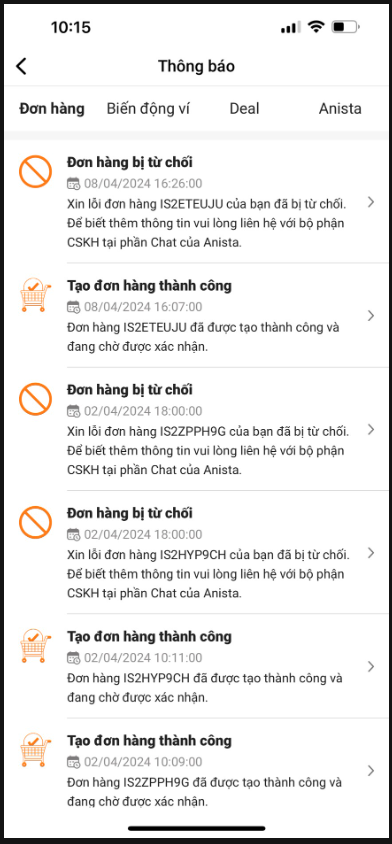 10:15
Thông báo
Đơn hàng Biến động ví Deal Anista
Đơn hàng bị từ chối
08/04/2024 16:26:00
Xin lỗi đơn hàng IS2ETEUJU của bạn đã bị từ chối.
Để biết thêm thông tin vui lòng liên hệ với bộ phận
CSKH tại phần Chat của Anista.
Tạo đơn hàng thành công
08/04/2024 16:07:00
Đơn hàng IS2ETEUJU đã được tạo thành công và
đang chờ được xác nhận.
Đơn hàng bị từ chối
02/04/2024 18:00:00
Xin lỗi đơn hàng IS2ZPPH9G của bạn đã bị từ chối.
Để biết thêm thông tin vui lòng liên hệ với bộ phận
CSKH tại phần Chat của Anista.
Đơn hàng bị từ chối
02/04/2024 18:00:00
Xin lỗi đơn hàng IS2HYP9CH của bạn đã bị từ chối.
Để biết thêm thông tin vui lòng liên hệ với bộ phận
CSKH tại phần Chat của Anista.
Tạo đơn hàng thành công
02/04/2024 10:11:00
Đơn hàng IS2HYP9CH đã được tạo thành công và
đang chờ được xác nhận.
Tạo đơn hàng thành công
02/04/2024 10:09:00
Đơn hàng IS2ZPPH9G đã được tạo thành công và
đang chờ được xác nhận.